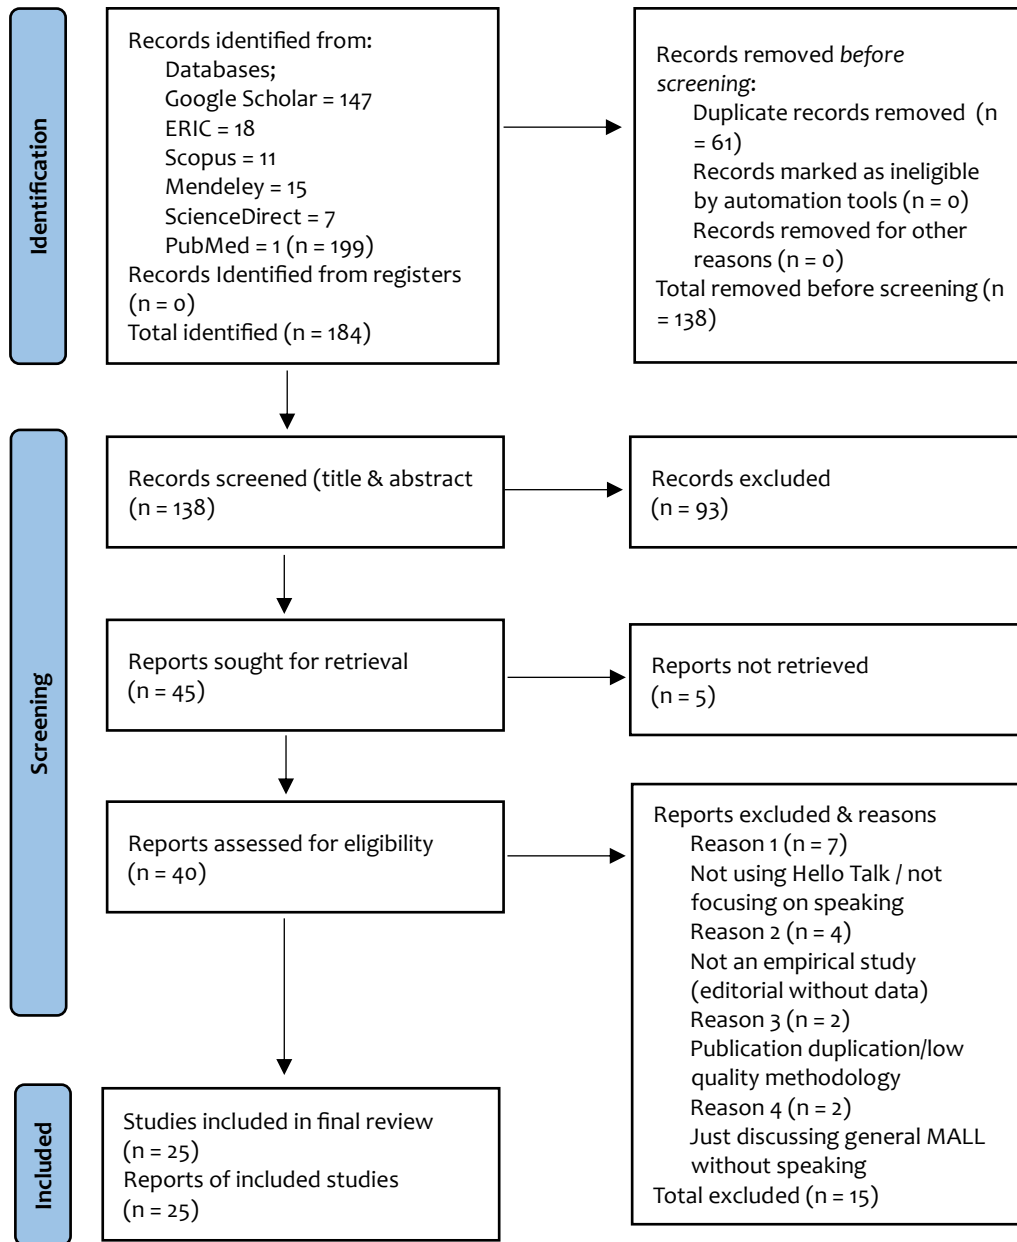 Identification
Records identified from:
Databases;
Google Scholar = 147
ERIC = 18
Scopus = 11
Mendeley = 15
ScienceDirect = 7
PubMed = 1 (n = 199)
Records Identified from registers
(n = 0)
Total identified (n = 184)
Records removed before
screening:
Duplicate records removed (n
= 61)
Records marked as ineligible
by automation tools (n = 0)
Records removed for other
reasons (n = 0)
Total removed before screening (n
= 138)
Screening
Records screened (title & abstract
(n = 138)
Records excluded
(n = 93)
Reports sought for retrieval
(n = 45)
Reports not retrieved
(n = 5)
Reports assessed for eligibility
(n = 40)
Reports excluded & reasons
Reason 1 (n = 7)
Not using Hello Talk / not
focusing on speaking
Reason 2 (n = 4)
Not an empirical study
(editorial without data)
Reason 3 (n = 2)
Publication duplication/low
quality methodology
Reason 4 (n = 2)
Just discussing general MALL
without speaking
Total excluded (n = 15)
Included
Studies included in final review
(n = 25)
Reports of included studies
(n = 25)